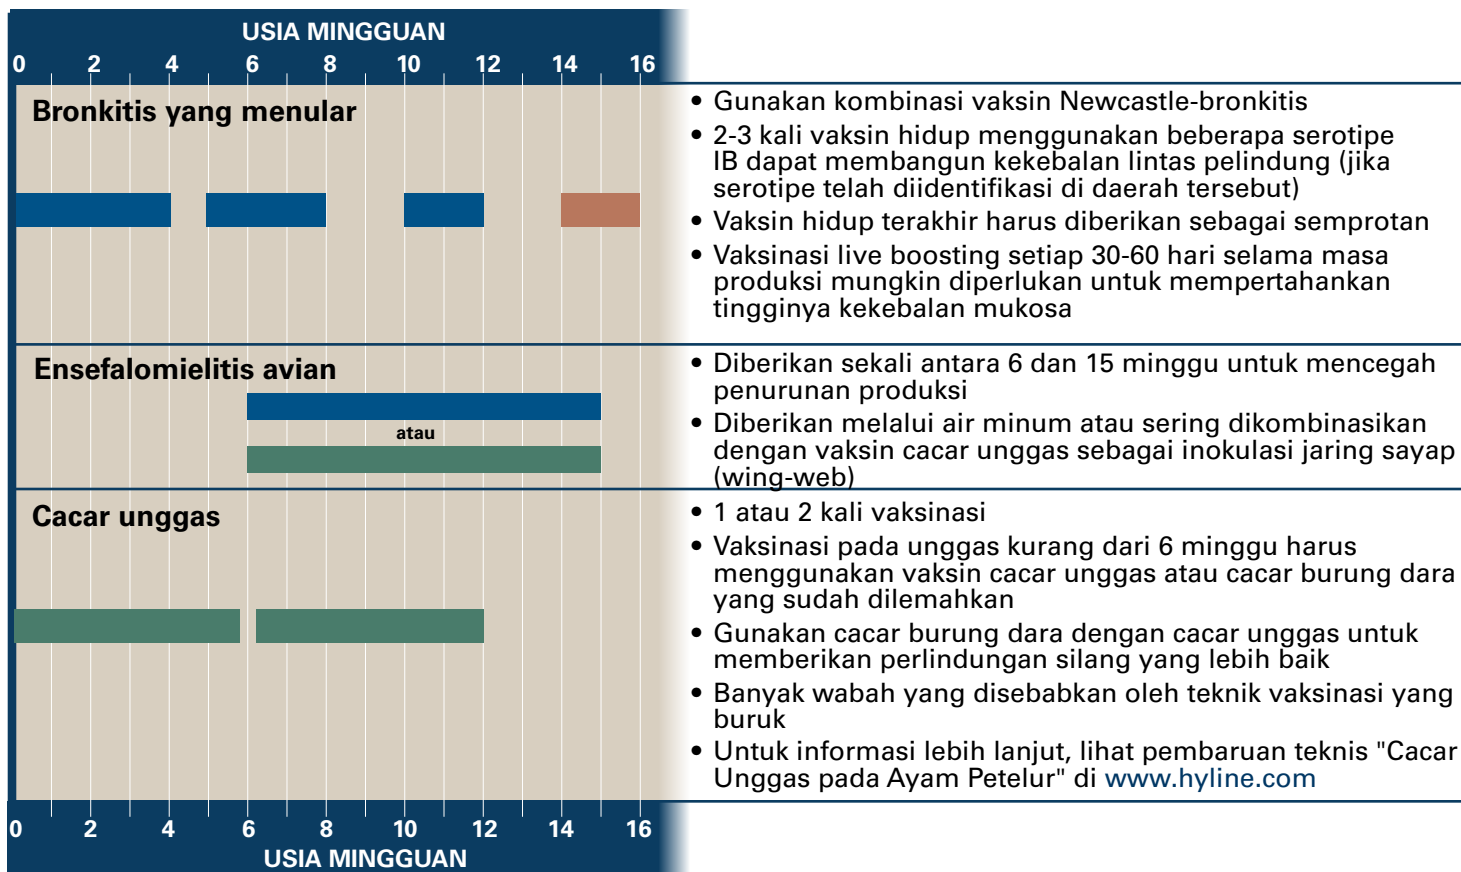 USIA MINGGUAN
0 2 4 6 8 10 12 14 16
Bronkitis yang menular
• Gunakan kombinasi vaksin Newcastle-bronkitis
• 2-3 kali vaksin hidup menggunakan beberapa serotipe
IB dapat membangun kekebalan lintas pelindung (jika
serotipe telah diidentifikasi di daerah tersebut)
• Vaksin hidup terakhir harus diberikan sebagai semprotan
• Vaksinasi live boosting setiap 30-60 hari selama masa
produksi mungkin diperlukan untuk mempertahankan
tingginya kekebalan mukosa
Ensefalomielitis avian
atau
• Diberikan sekali antara 6 dan 15 minggu untuk mencegah
penurunan produksi
• Diberikan melalui air minum atau sering dikombinasikan
dengan vaksin cacar unggas sebagai inokulasi jaring sayap
(wing-web)
Cacar unggas
• 1 atau 2 kali vaksinasi
• Vaksinasi pada unggas kurang dari 6 minggu harus
menggunakan vaksin cacar unggas atau cacar burung dara
yang sudah dilemahkan
• Gunakan cacar burung dara dengan cacar unggas untuk
memberikan perlindungan silang yang lebih baik
• Banyak wabah yang disebabkan oleh teknik vaksinasi yang
buruk
• Untuk informasi lebih lanjut, lihat pembaruan teknis "Cacar
Unggas pada Ayam Petelur" di www.hyline.com
0 2 4 6 8 10 12 14 16
USIA MINGGUAN